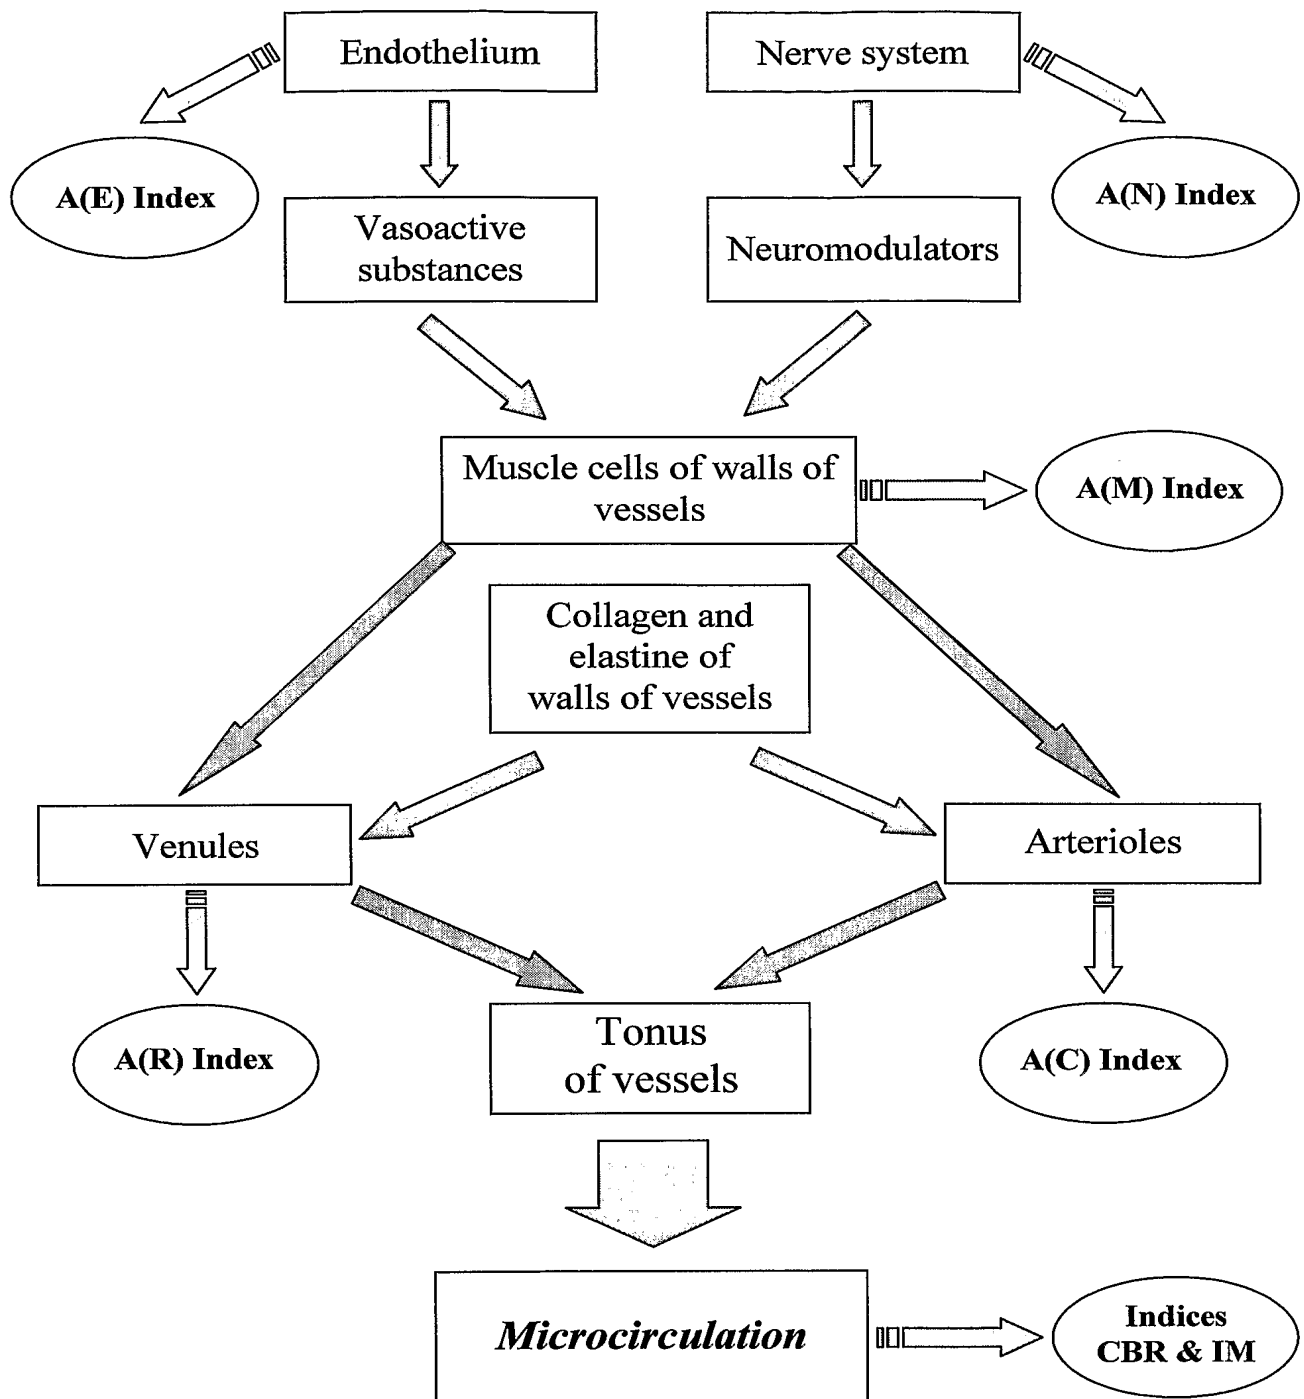 Endothelium
Nerve system
A(E) Index
A(N) Index
Vasoactive
substances
Neuromodulators
Muscle cells of walls of
vessels
A(M) Index
Collagen and
elastine of
walls of vessels
Venules
Arterioles
A(R) Index
Tonus
of vessels
A(C) Index
Microcirculation
Indices
CBR & IM